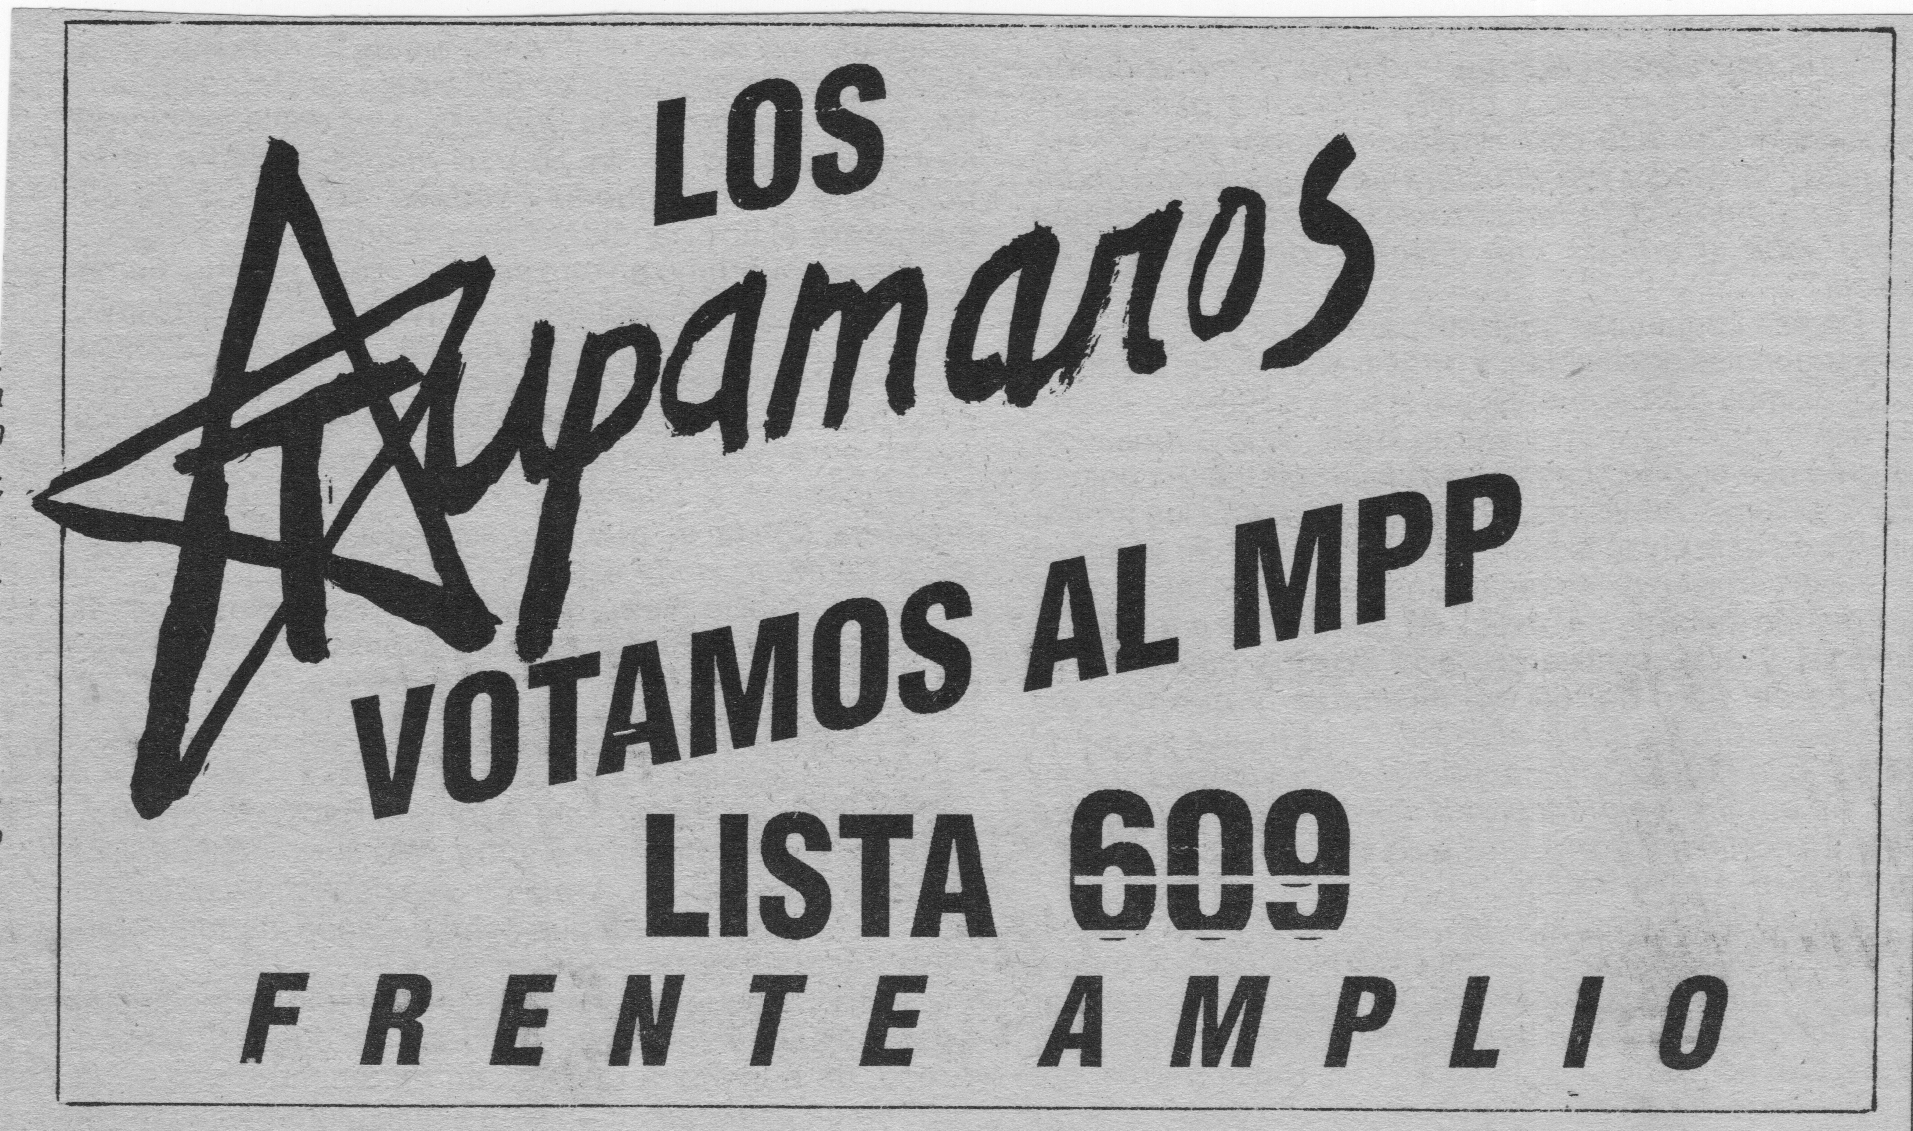 LOS
Tupamaros
VOTAMOS AL MPP
LISTA 609
FRENTE AMPLIO